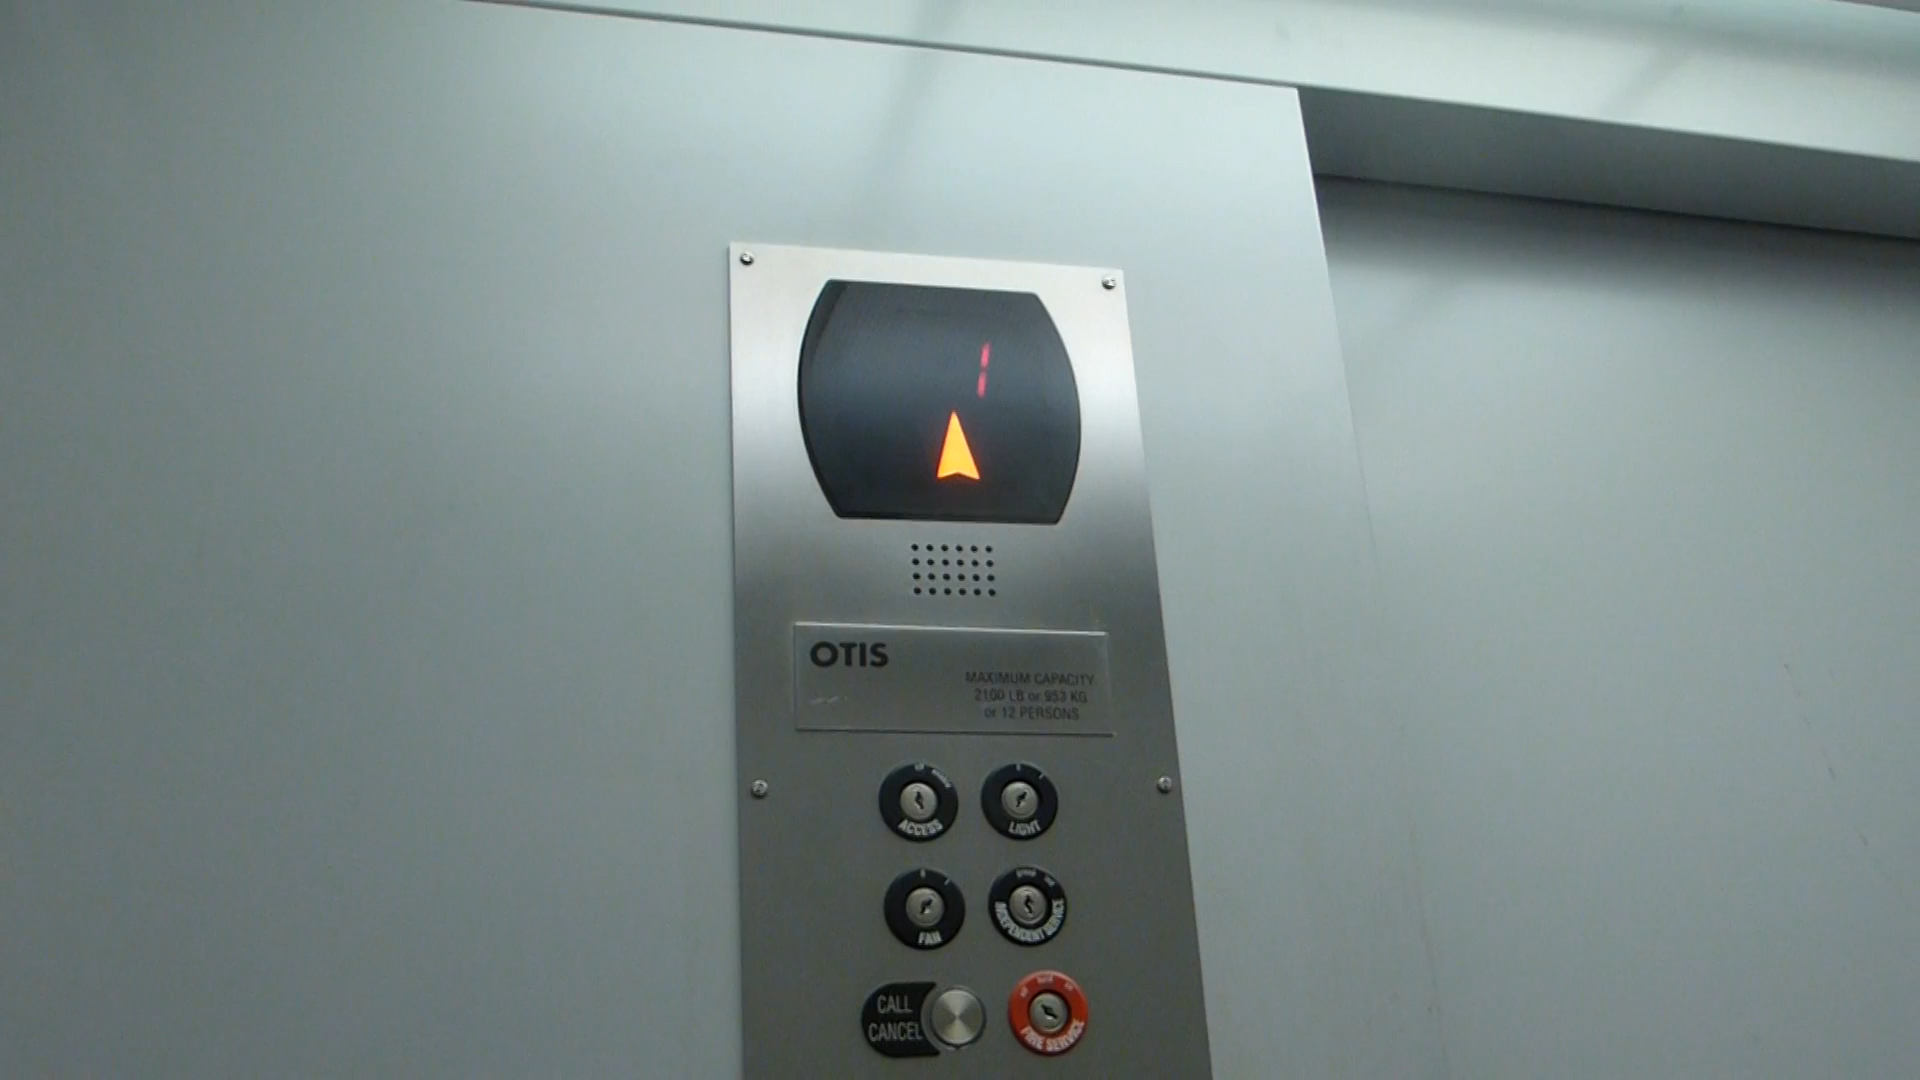 1
OTIS
MAXIMUM CAPACITY
2100 LB or 953 KG
or 12 PERSONS
ACCESS
LIGHT
FAN
INDEPENDENT SERVICE
CALL
CANCEL
FIRE SERVICE